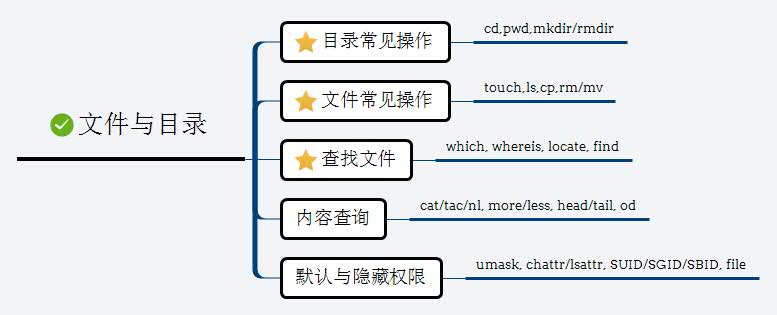 目录常见操作
cd,pwd,mkdir/rmdir
文件常见操作
touch,ls,cp,rm/mv
文件与目录
查找文件
which, whereis, locate, find
内容查询
cat/tac/nl, more/less, head/tail, od
默认与隐藏权限
umask, chattr/lsattr, SUID/SGID/SBID, file